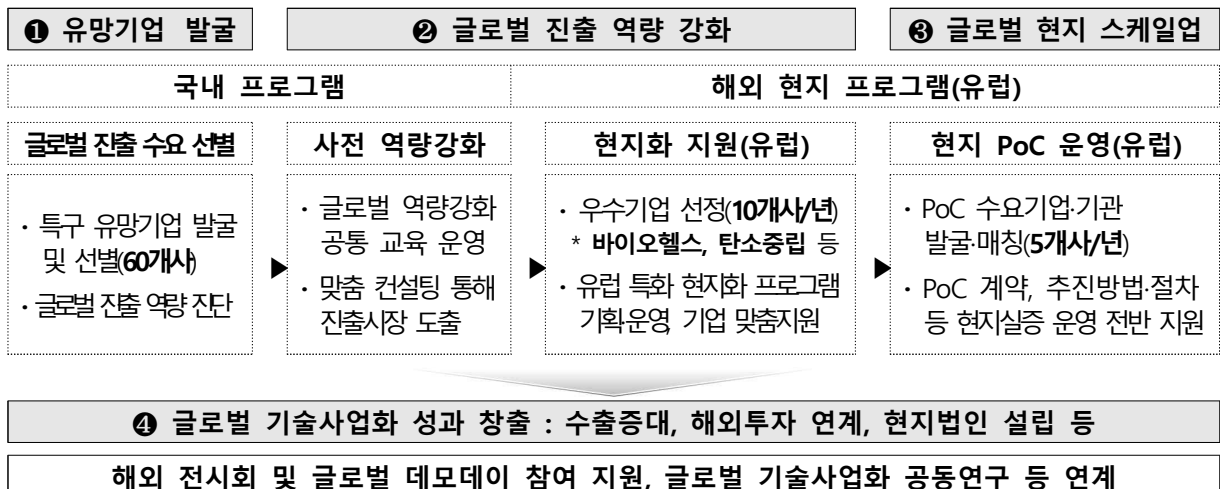 ❶ 유망기업 발굴
❷ 글로벌 진출 역량 강화
❸ 글로벌 현지 스케일업
국내 프로그램
해외 현지 프로그램(유럽)
글로벌 진출 수요 선별
사전 역량강화
현지화 지원(유럽)
현지 PoC 운영(유럽)
· 특구 유망기업 발굴
및 선별(60개사)
· 글로벌 진출 역량 진단
▶
· 글로벌 역량강화
공통 교육 운영
· 맞춤 컨설팅 통해
진출시장 도출
▶
· 우수기업 선정(10개사/년)
* 바이오헬스, 탄소중립 등
· 유럽 특화 현지화 프로그램
기획·운영, 기업 맞춤지원
▶
· PoC 수요기업·기관
발굴·매칭(5개사/년)
· PoC 계약, 추진방법·절차
등 현지실증 운영 전반 지원
❹ 글로벌 기술사업화 성과 창출 : 수출증대, 해외투자 연계, 현지법인 설립 등
해외 전시회 및 글로벌 데모데이 참여 지원, 글로벌 기술사업화 공동연구 등 연계